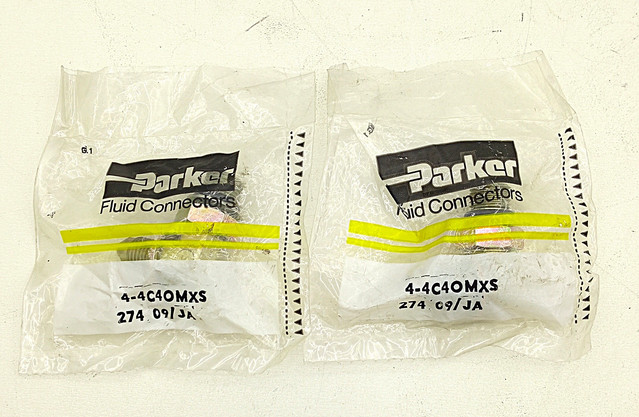 Parker
Fluid Connectors
4-4C4OMXS
274 09/JA
Parker
Fluid Connectors
4-4C4OMXS
274 09/JA